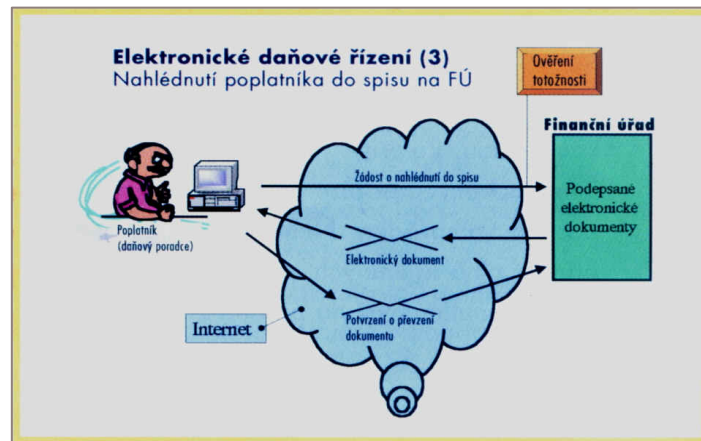 Elektronické daňové řízení (3)
Nahlédnutí poplatníka do spisu na FÚ
Ověření
totožnosti
Finanční úřad
Žádost o nahlédnutí do spisu
Podepsané
elektronické
dokumenty
Poplatník
(daňový poradce)
Elektronický dokument
Internet
Potvrzení o převzení
dokumentu